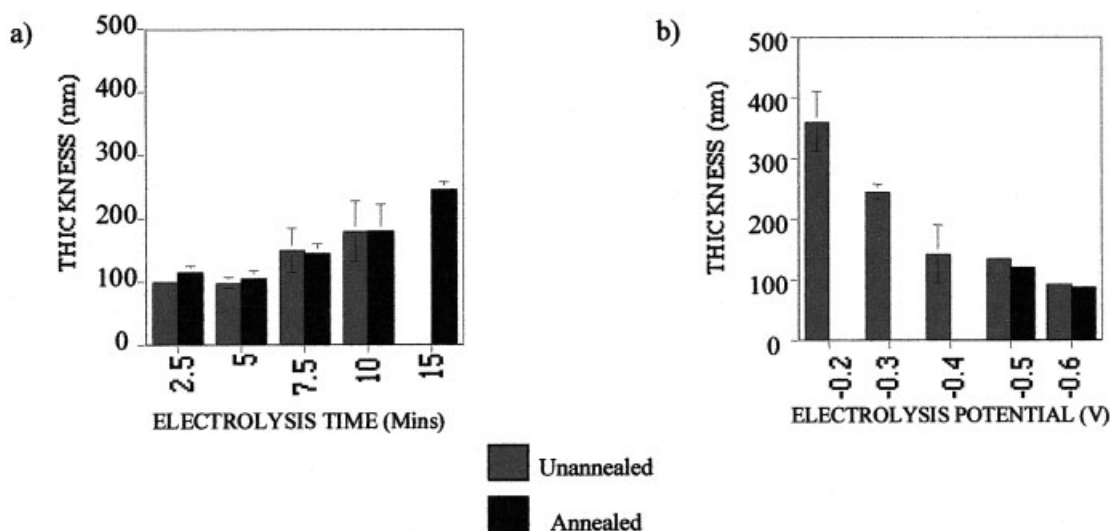 a)
THICKNESS (nm)
500
400
300
200
100
0
2.5
5
7.5
10
15
ELECTROLYSIS TIME (Mins)
b)
THICKNESS (nm)
500
400
300
200
100
0
-0.2
-0.3
-0.4
-0.5
-0.6
ELECTROLYSIS POTENTIAL (V)
Unannealed
Annealed